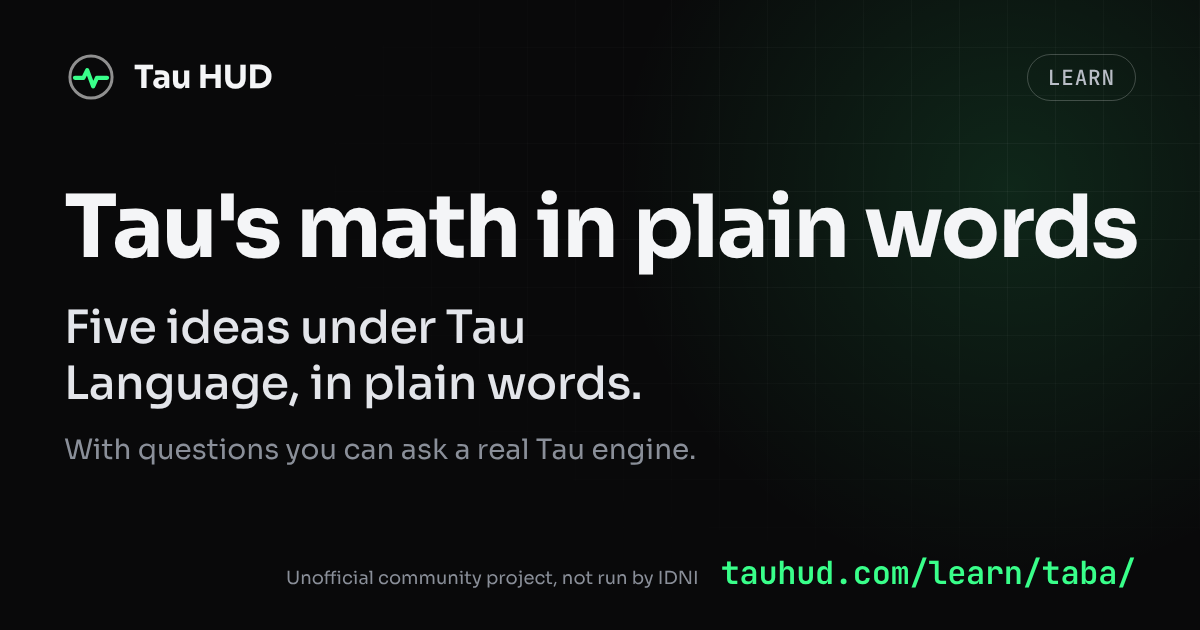 Tau HUD
LEARN
Tau's math in plain words
Five ideas under Tau
Language, in plain words.
With questions you can ask a real Tau engine.
Unofficial community project, not run by IDNI
tauhud.com/learn/taba/